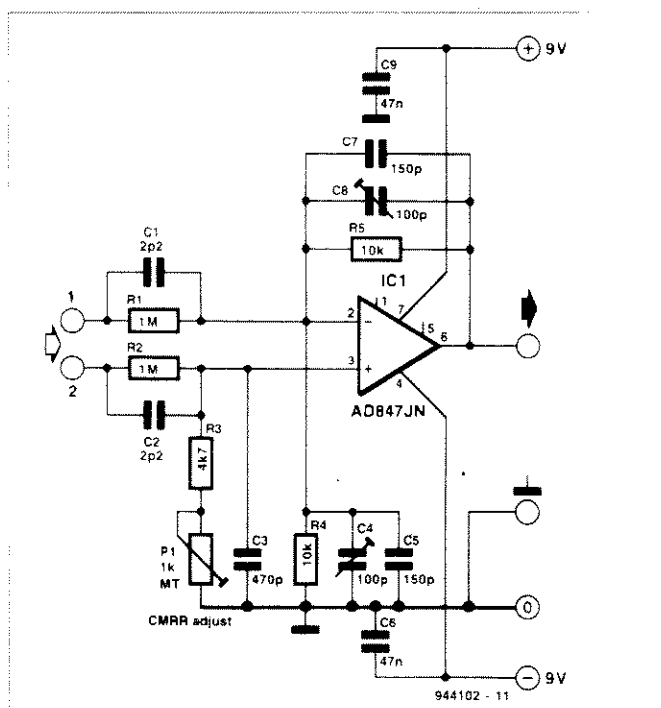 + 9V
C9
47n
C7
150p
C8
100p
R5
10k
C1
2p2
IC1
1
7
1
R1
1M
2
-
5
6
R2
1M
3
+
4
2
C2
2p2
AD847JN
R3
4k7
P1
1k
MT
C3
470p
R4
10k
C4
100p
C5
150p
CMRR adjust
0
C6
47n
- 9V
944102 - 11